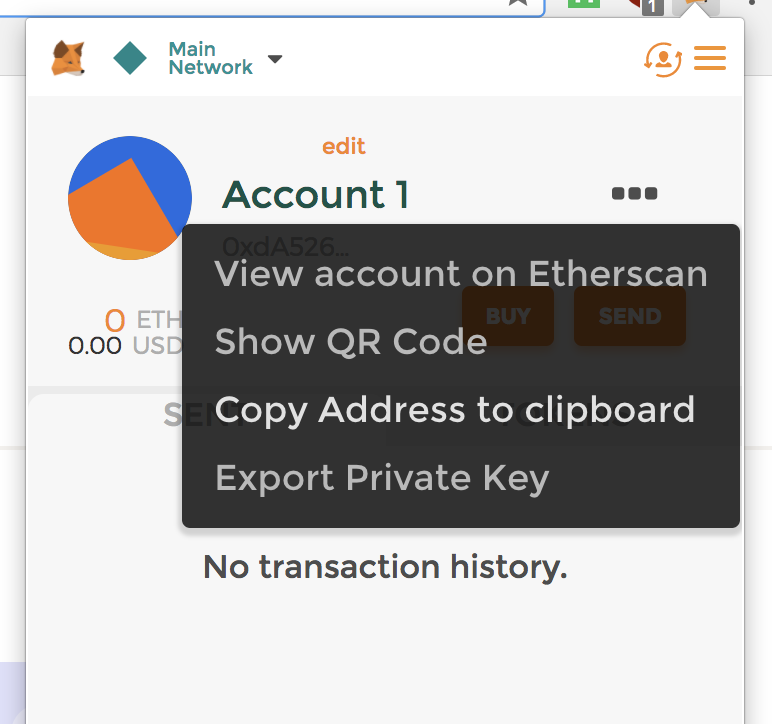 1
Main
Network
edit
Account 1
0xdA526...
View account on Etherscan
0 ETH
BUY
SEND
0.00 USD
Show QR Code
Copy Address to clipboard
Export Private Key
No transaction history.